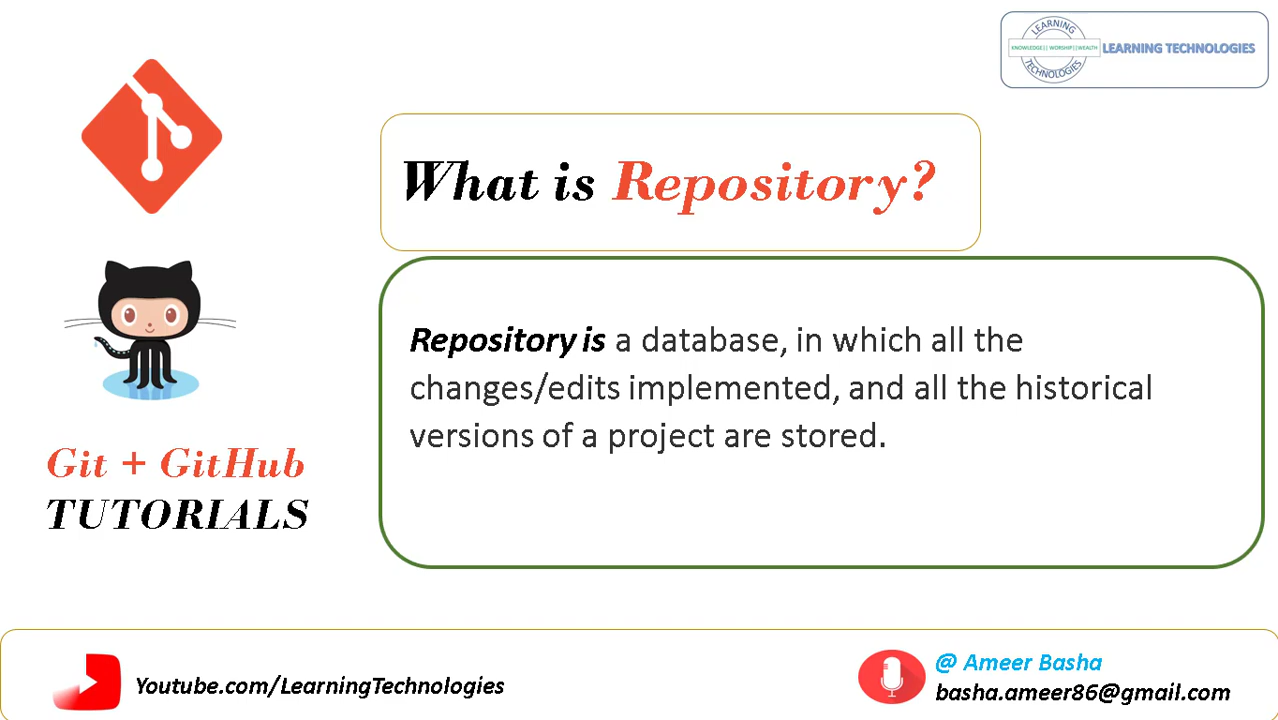 LEARNING
KNOWLEDGE|| WORSHIP||WEALTH
TECHNOLOGIES
LEARNING TECHNOLOGIES
What is Repository?
Repository is a database, in which all the
changes/edits implemented, and all the historical
versions of a project are stored.
Git + GitHub
TUTORIALS
Youtube.com/LearningTechnologies
@ Ameer Basha
basha.ameer86@gmail.com